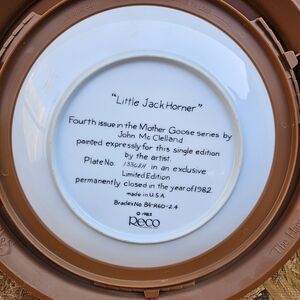 "Little Jack Horner"
Fourth issue in the Mother Goose series by
John Mc Clelland
painted expressly for this single edition
by the artist.
Plate No. in an exclusive
Limited Edition
permanently closed in the year of 1982.
made in U.S.A.
Bradex No. 84-R60-2.4
© 1982
Reco